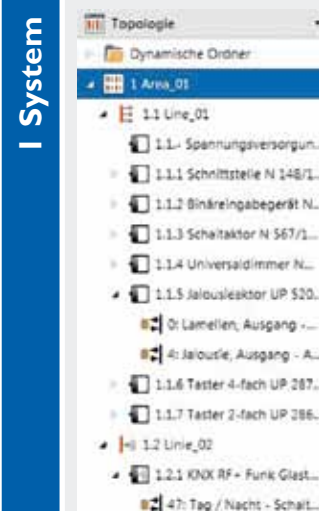 I System
Topologie
Dynamische Ordner
1 Area_01
1.1 Line_01
1.1.- Spannungsversorgun...
1.1.1 Schnittstelle N 148/1...
1.1.2 Binäreingabegerät N...
1.1.3 Schaltaktor N 567/1...
1.1.4 Universaldimmer N...
1.1.5 Jalousieaktor UP 520...
0: Lamellen, Ausgang -...
4: Jalousie, Ausgang - A...
1.1.6 Taster 4-fach UP 287...
1.1.7 Taster 2-fach UP 286...
1.2 Linie_02
1.2.1 KNX RF+ Funk Glast...
47: Tag / Nacht - Schalt...